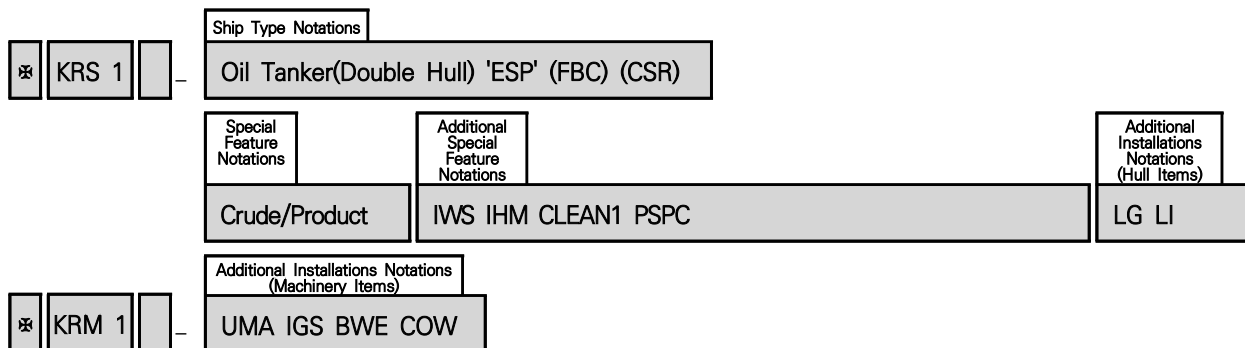 Ship Type Notations
✠ KRS 1 _ Oil Tanker(Double Hull) 'ESP' (FBC) (CSR)
Special
Feature
Notations
Additional
Special
Feature
Notations
Additional
Installations
Notations
(Hull Items)
Crude/Product IWS IHM CLEAN1 PSPC LG LI
Additional Installations Notations
(Machinery Items)
✠ KRM 1 _ UMA IGS BWE COW